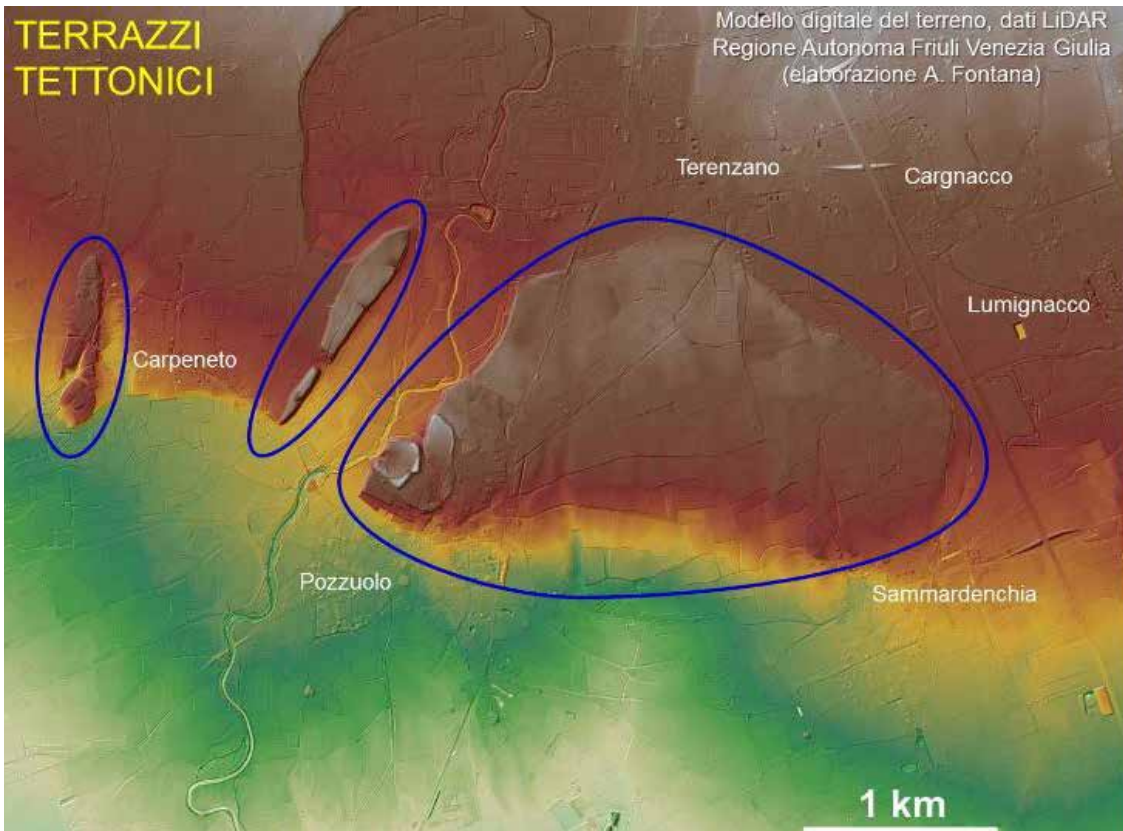 TERRAZZI
TETTONICI
Modello digitale del terreno, dati LiDAR
Regione Autonoma Friuli Venezia Giulia
(elaborazione A. Fontana)
Terenzano
Cargnacco
Lumignacco
Carpeneto
Pozzuolo
Sammardenchia
1 km